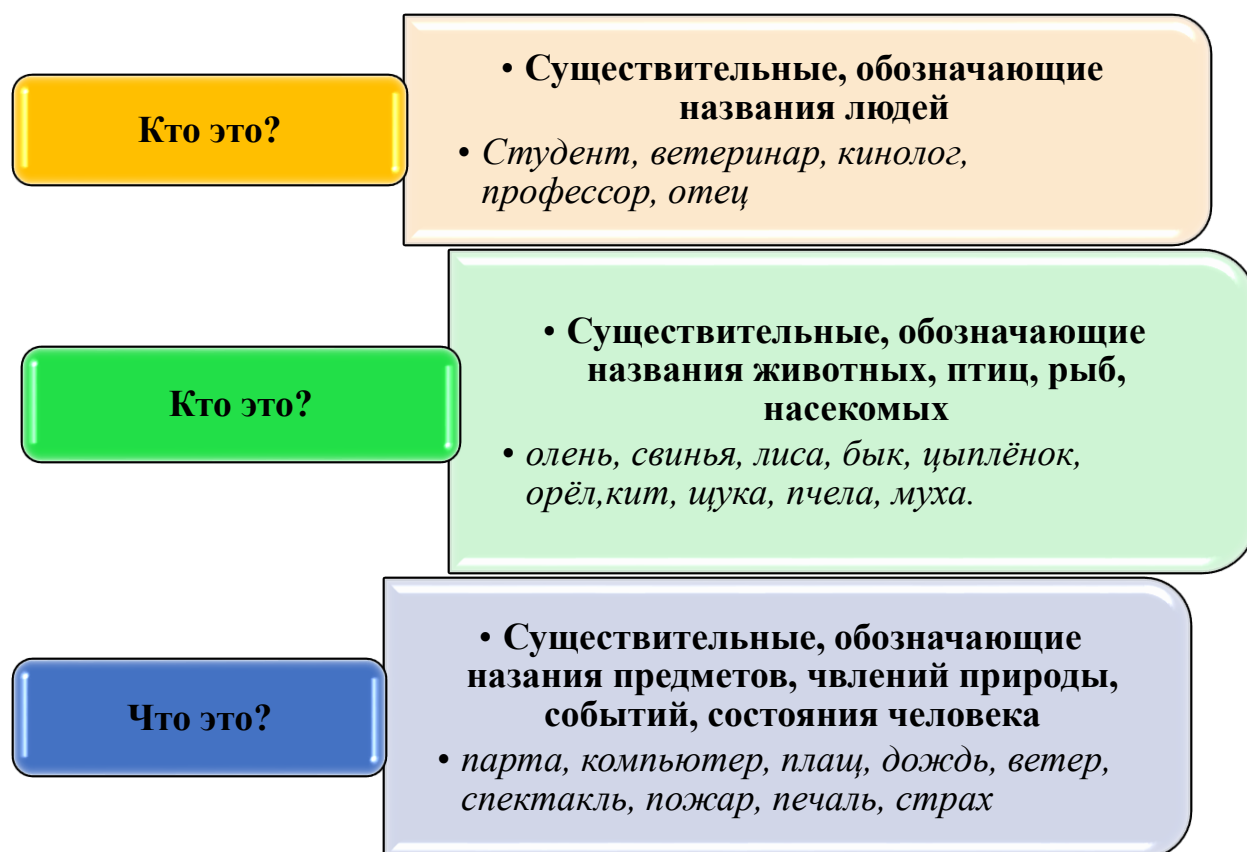 Кто это?
• Существительные, обозначающие
названия людей
• Студент, ветеринар, кинолог,
профессор, отец
Кто это?
• Существительные, обозначающие
названия животных, птиц, рыб,
насекомых
• олень, свинья, лиса, бык, цыплёнок,
орёл,кит, щука, пчела, муха.
Что это?
• Существительные, обозначающие
назания предметов, чвлений природы,
событий, состояния человека
• парта, компьютер, плащ, дождь, ветер,
спектакль, пожар, печаль, страх